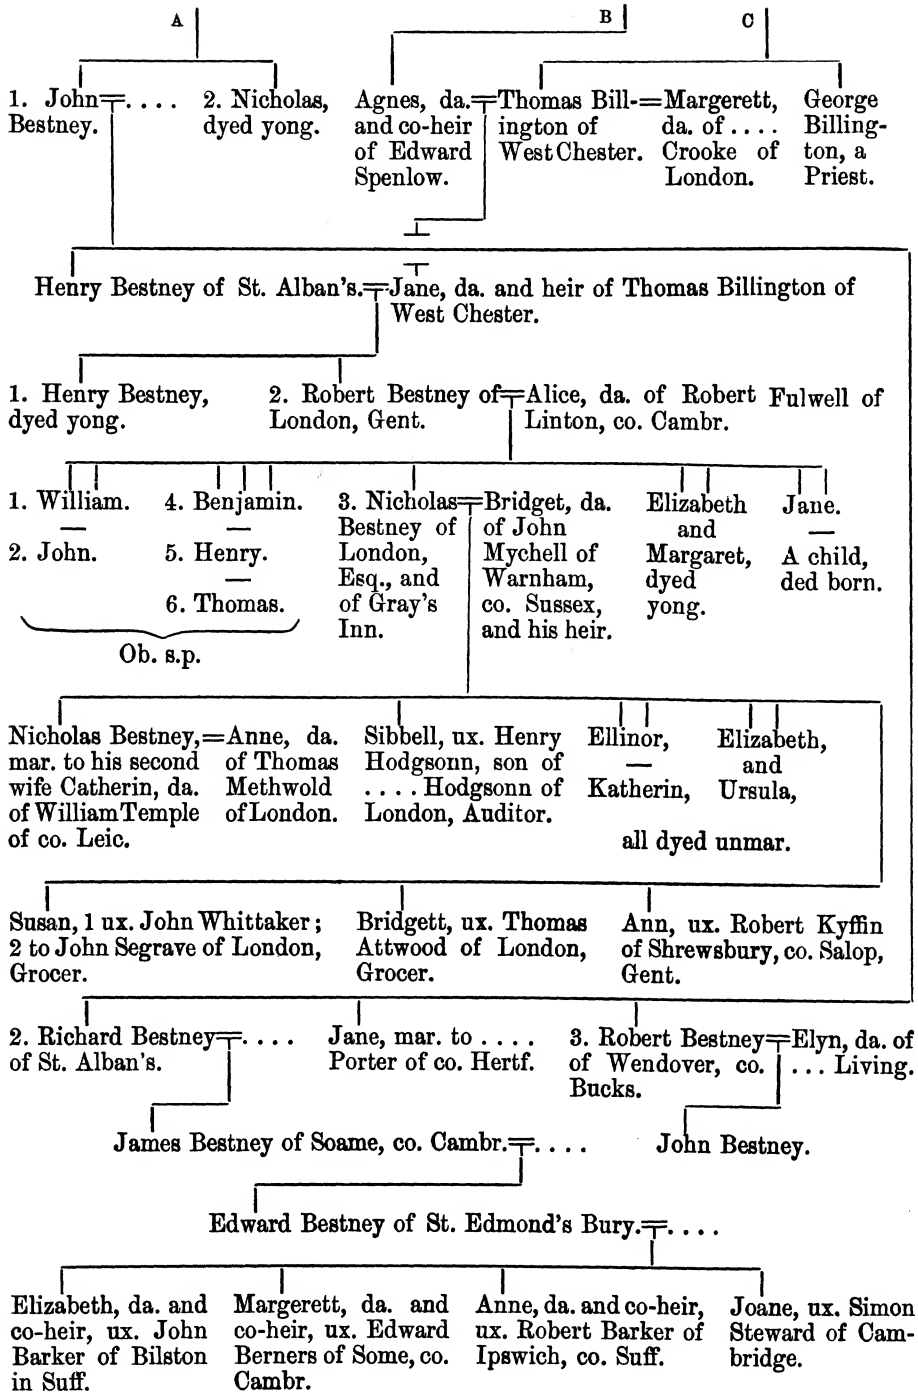 A
B
C
1. John=. . . .
Bestney.
2. Nicholas,
dyed yong.
Agnes, da.=
and co-heir
of Edward
Spenlow.
Thomas Bill-=
ington of
West Chester.
Margerett,
da. of . . . .
Crooke of
London.
George
Billing-
ton, a
Priest.
Henry Bestney of St. Alban's.=Jane, da. and heir of Thomas Billington of
West Chester.
1. Henry Bestney,
dyed yong.
2. Robert Bestney of=
London, Gent.
Alice, da. of Robert Fulwell of
Linton, co. Cambr.
1. William.
—
2. John.
4. Benjamin.
—
5. Henry.
—
6. Thomas.
Ob. s.p.
3. Nicholas=
Bestney of
London,
Esq., and
of Gray's
Inn.
Bridget, da.
of John
Mychell of
Warnham,
co. Sussex,
and his heir.
Elizabeth
and
Margaret,
dyed
yong.
Jane.
—
A child,
ded born.
Nicholas Bestney,=
mar. to his second
wife Catherin, da.
of William Temple
of co. Leic.
Anne, da.
of Thomas
Methwold
of London.
Sibbell, ux. Henry
Hodgsonn, son of
. . . . Hodgsonn of
London, Auditor.
Ellinor,
—
Katherin,
Elizabeth,
and
Ursula,
all dyed unmar.
Susan, 1 ux. John Whittaker;
2 to John Segrave of London,
Grocer.
Bridgett, ux. Thomas
Attwood of London,
Grocer.
Ann, ux. Robert Kyffin
of Shrewsbury, co. Salop,
Gent.
2. Richard Bestney=. . . .
of St. Alban's.
Jane, mar. to . . . .
Porter of co. Hertf.
3. Robert Bestney=
of Wendover, co.
Bucks.
Elyn, da. of
. . . Living.
James Bestney of Soame, co. Cambr.=. . . .
John Bestney.
Edward Bestney of St. Edmond's Bury.=. . . .
Elizabeth, da. and
co-heir, ux. John
Barker of Bilston
in Suff.
Margerett, da. and
co-heir, ux. Edward
Berners of Some, co.
Cambr.
Anne, da. and co-heir,
ux. Robert Barker of
Ipswich, co. Suff.
Joane, ux. Simon
Steward of Cam-
bridge.